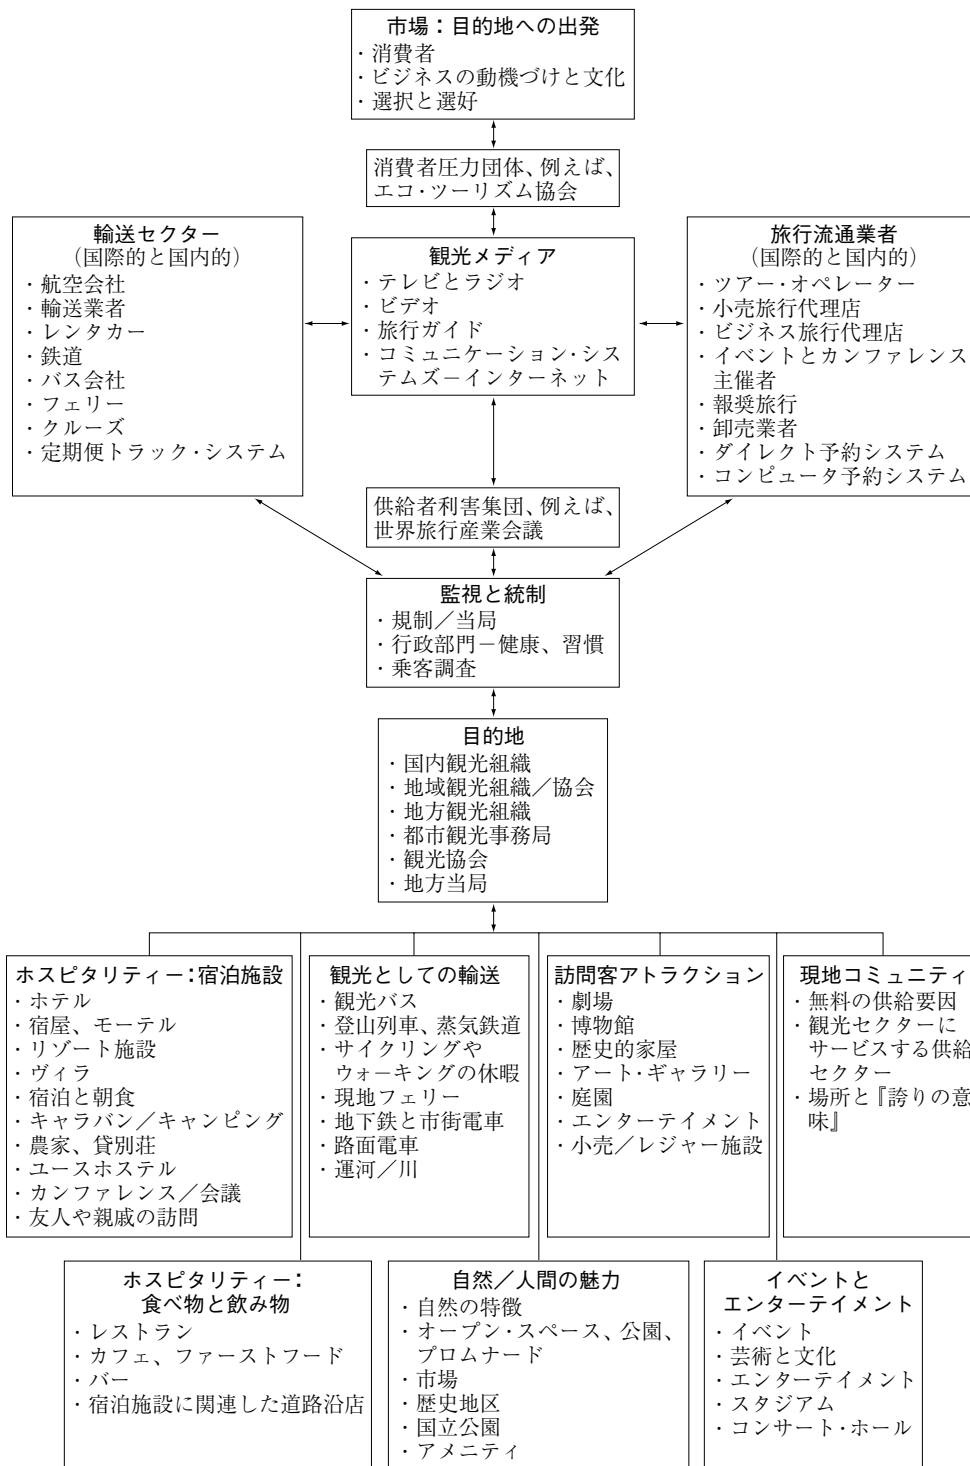 市場：目的地への出発
・消費者
・ビジネスの動機づけと文化
・選択と選好
消費者圧力団体、例えば、
エコ・ツーリズム協会
輸送セクター
（国際的と国内的）
・航空会社
・輸送業者
・レンタカー
・鉄道
・バス会社
・フェリー
・クルーズ
・定期便トラック・システム
観光メディア
・テレビとラジオ
・ビデオ
・旅行ガイド
・コミュニケーション・シス
テムズ－インターネット
旅行流通業者
（国際的と国内的）
・ツアー・オペレーター
・小売旅行代理店
・ビジネス旅行代理店
・イベントとカンファレンス
主催者
・報奨旅行
・卸売業者
・ダイレクト予約システム
・コンピュータ予約システム
供給者利害集団、例えば、
世界旅行産業会議
監視と統制
・規制／当局
・行政部門－健康、習慣
・乗客調査
目的地
・国内観光組織
・地域観光組織／協会
・地方観光組織
・都市観光事務局
・観光協会
・地方当局
ホスピタリティー：宿泊施設
・ホテル
・宿屋、モーテル
・リゾート施設
・ヴィラ
・宿泊と朝食
・キャラバン／キャンピング
・農家、貸別荘
・ユースホステル
・カンファレンス／会議
・友人や親戚の訪問
観光としての輸送
・観光バス
・登山列車、蒸気鉄道
・サイクリングや
ウォーキングの休暇
・現地フェリー
・地下鉄と市街電車
・路面電車
・運河／川
訪問客アトラクション
・劇場
・博物館
・歴史的家屋
・アート・ギャラリー
・庭園
・エンターテイメント
・小売／レジャー施設
現地コミュニティ
・無料の供給要因
・観光セクターに
サービスする供給
セクター
・場所と『誇りの意
味』
ホスピタリティー：
食べ物と飲み物
・レストラン
・カフェ、ファーストフード
・バー
・宿泊施設に関連した道路沿店
自然／人間の魅力
・自然の特徴
・オープン・スペース、公園、
プロムナード
・市場
・歴史地区
・国立公園
・アメニティ
イベントと
エンターテイメント
・イベント
・芸術と文化
・エンターテイメント
・スタジアム
・コンサート・ホール